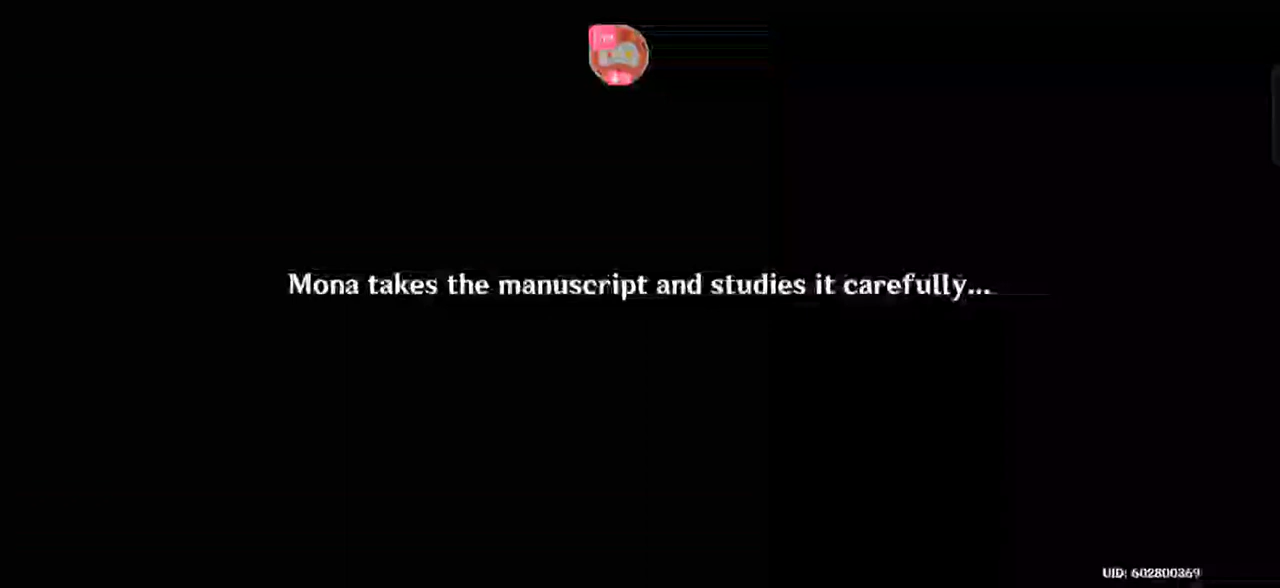 Mona takes the manuscript and studies it carefully...
UID: 602800369